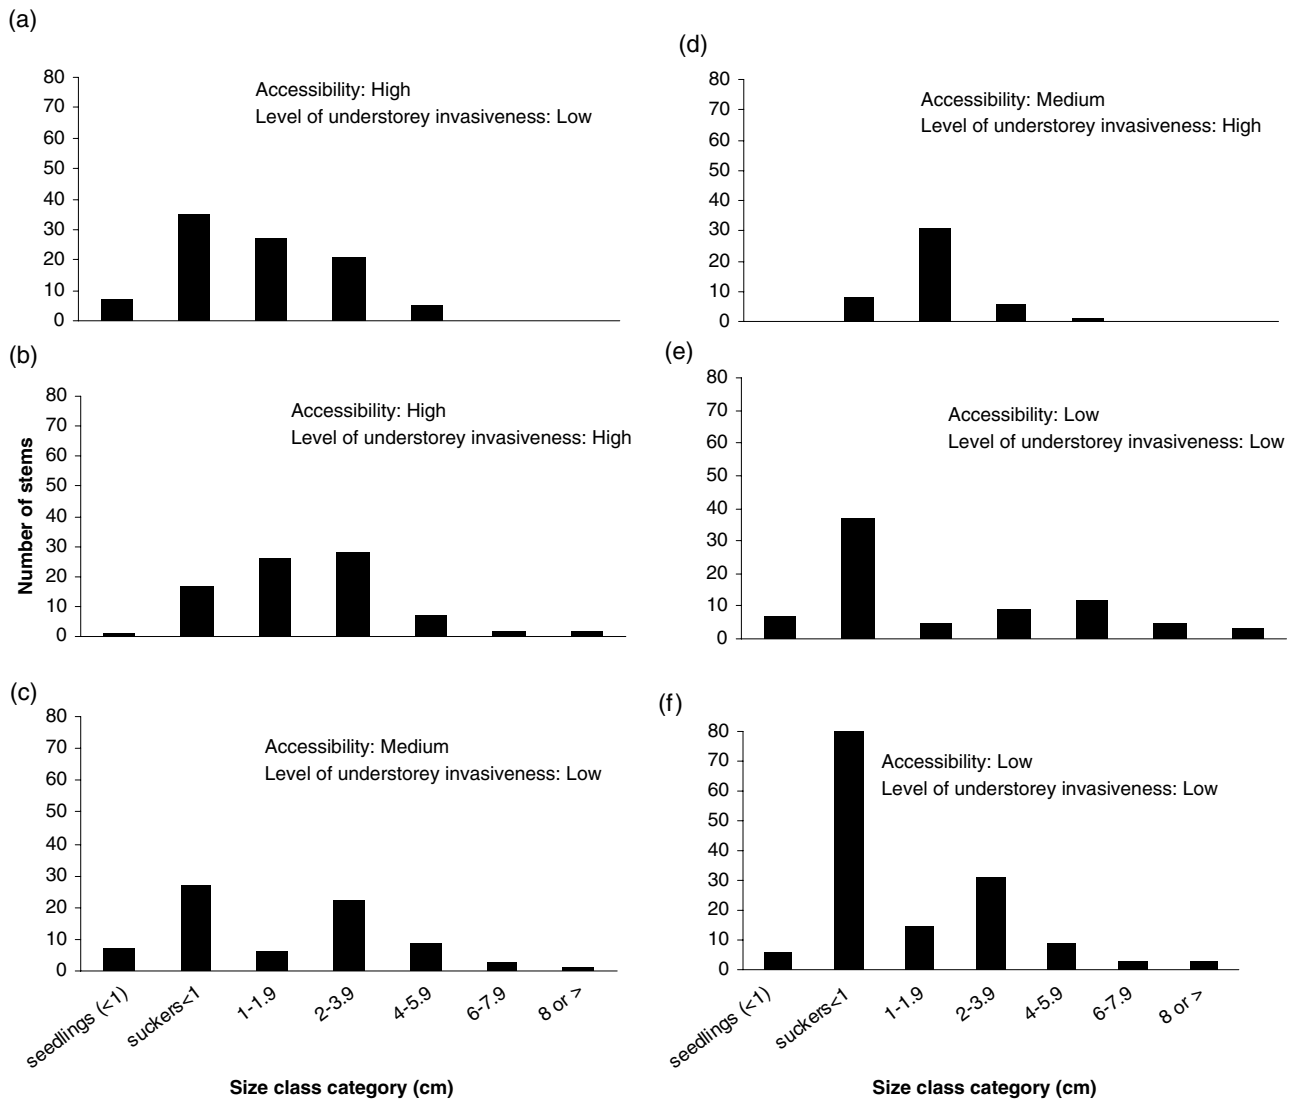 (a)
80
70
60
50
40
30
20
10
0
Accessibility: High
Level of understorey invasiveness: Low
(b)
80
70
60
50
40
30
20
10
0
Accessibility: High
Level of understorey invasiveness: High
Number of stems
(c)
80
70
60
50
40
30
20
10
0
Accessibility: Medium
Level of understorey invasiveness: Low
seedlings (<1)
suckers<1
1-1.9
2-3.9
4-5.9
6-7.9
8 or >
Size class category (cm)
(d)
80
70
60
50
40
30
20
10
0
Accessibility: Medium
Level of understorey invasiveness: High
(e)
80
70
60
50
40
30
20
10
0
Accessibility: Low
Level of understorey invasiveness: Low
(f)
80
70
60
50
40
30
20
10
0
Accessibility: Low
Level of understorey invasiveness: Low
seedlings (<1)
suckers<1
1-1.9
2-3.9
4-5.9
6-7.9
8 or >
Size class category (cm)